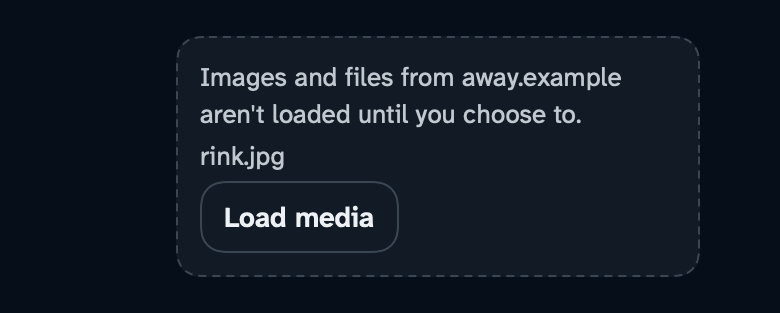 Images and files from away.example
aren't loaded until you choose to.
rink.jpg
Load media